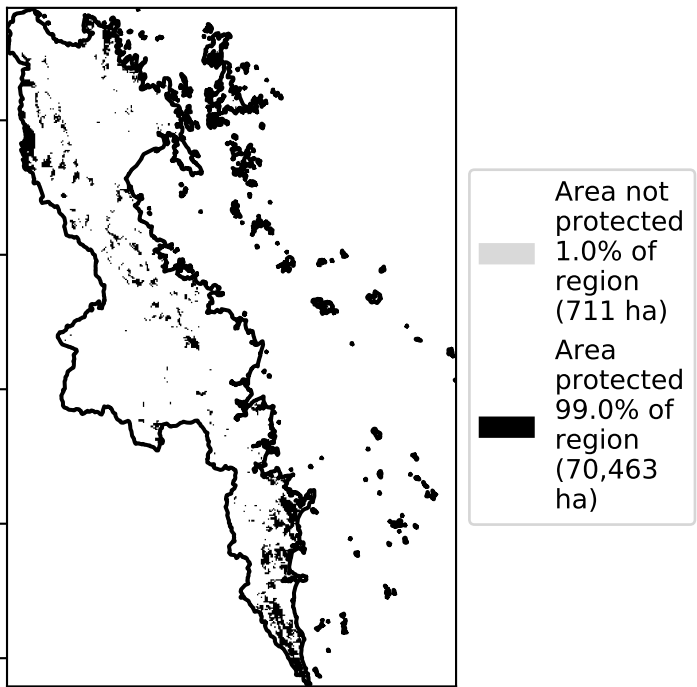 Area not
protected
1.0% of
region
(711 ha)
Area
protected
99.0% of
region
(70,463
ha)